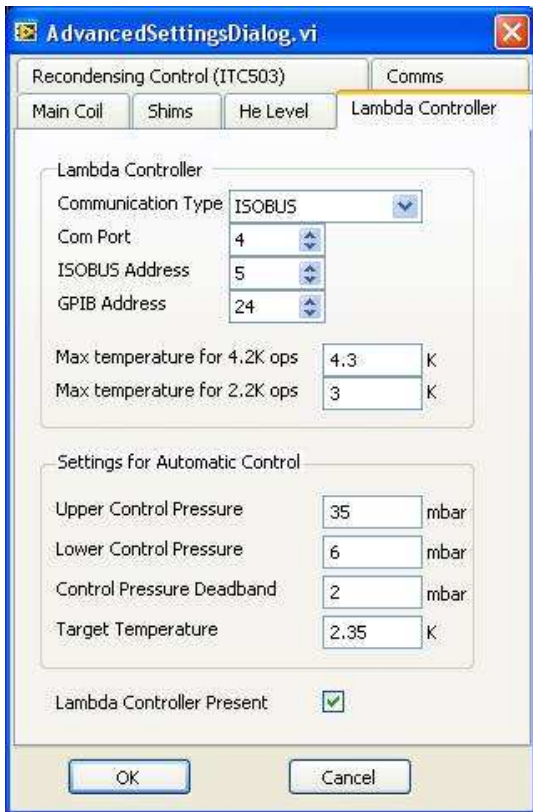 AdvancedSettingsDialog.vi
Recondensing Control (ITC503) Comms
Main Coil Shims He Level Lambda Controller
Lambda Controller
Communication Type ISOBUS
Com Port 4
ISOBUS Address 5
GPIB Address 24
Max temperature for 4.2K ops 4.3 K
Max temperature for 2.2K ops 3 K
Settings for Automatic Control
Upper Control Pressure 35 mbar
Lower Control Pressure 6 mbar
Control Pressure Deadband 2 mbar
Target Temperature 2.35 K
Lambda Controller Present
OK Cancel